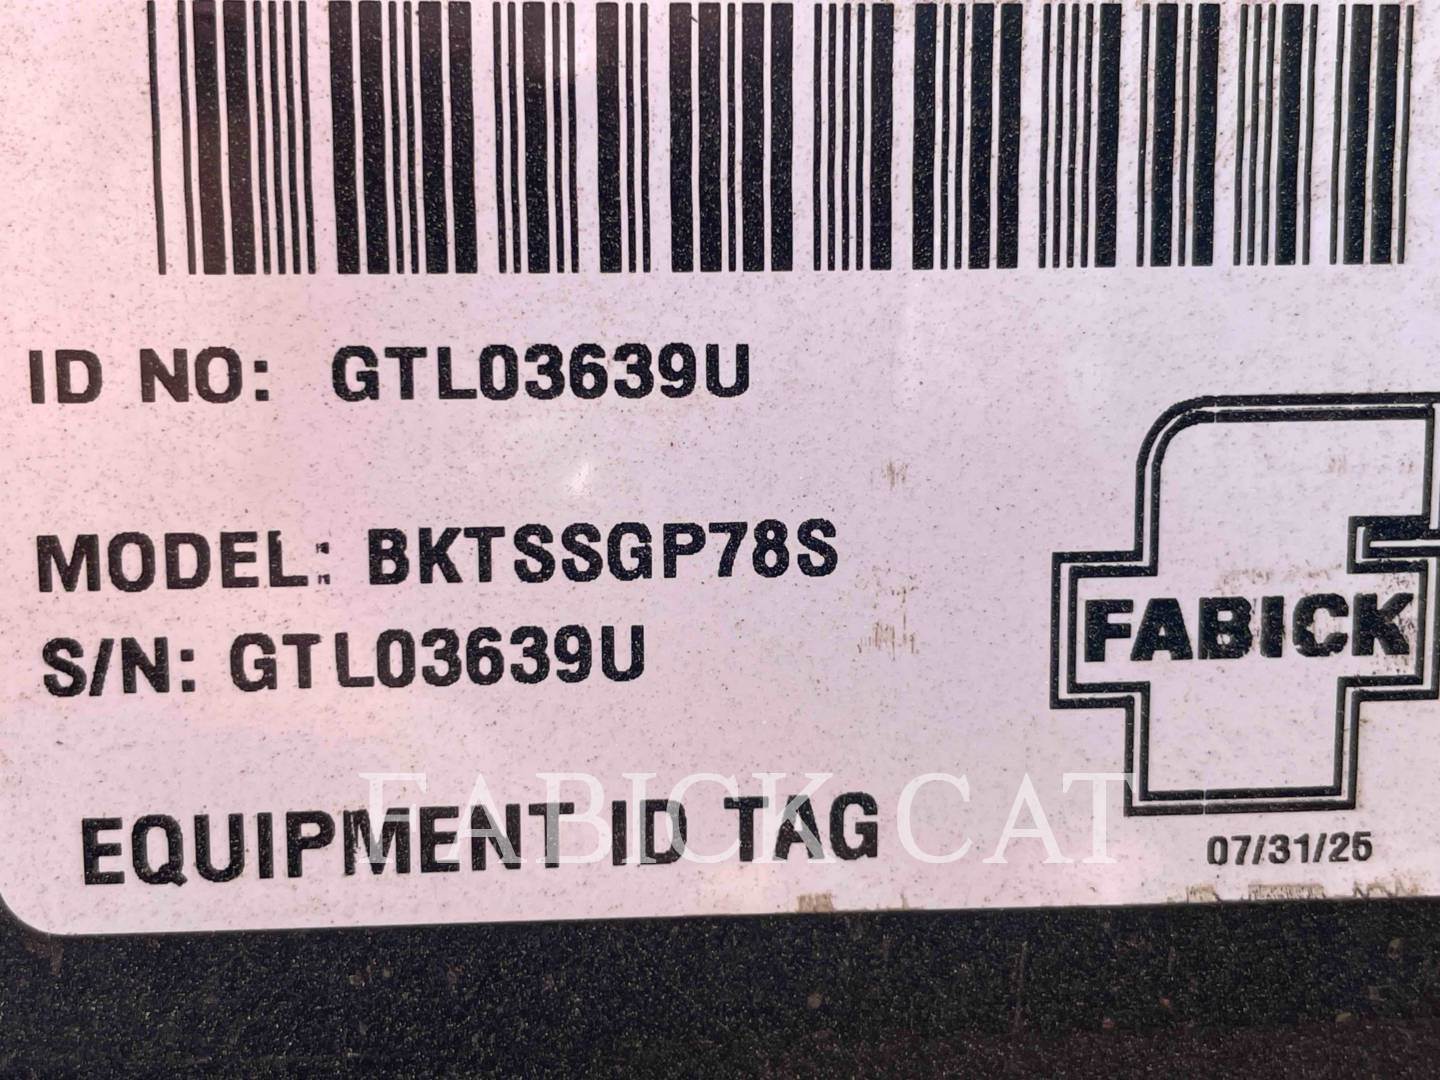 ID NO: GTL03639U
MODEL: BKTSSGP78S
S/N: GTL03639U
FABICK
FABICK CAT
EQUIPMENT ID TAG
07/31/25